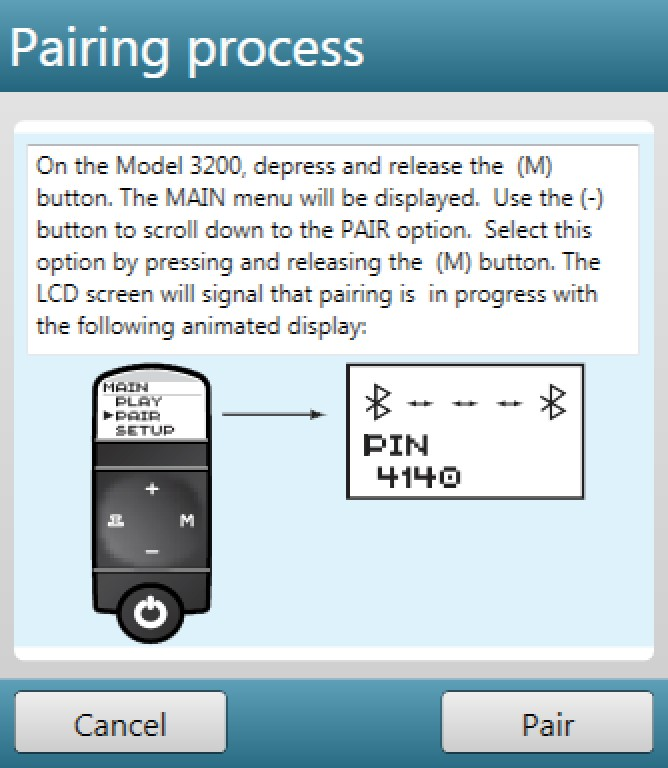 Pairing process
On the Model 3200, depress and release the  (M)
button. The MAIN menu will be displayed.  Use the (-)
button to scroll down to the PAIR option.  Select this
option by pressing and releasing the  (M) button. The
LCD screen will signal that pairing is  in progress with
the following animated display:
MAIN
PLAY
PAIR
SETUP
+
M
−
PIN
4140
Cancel
Pair